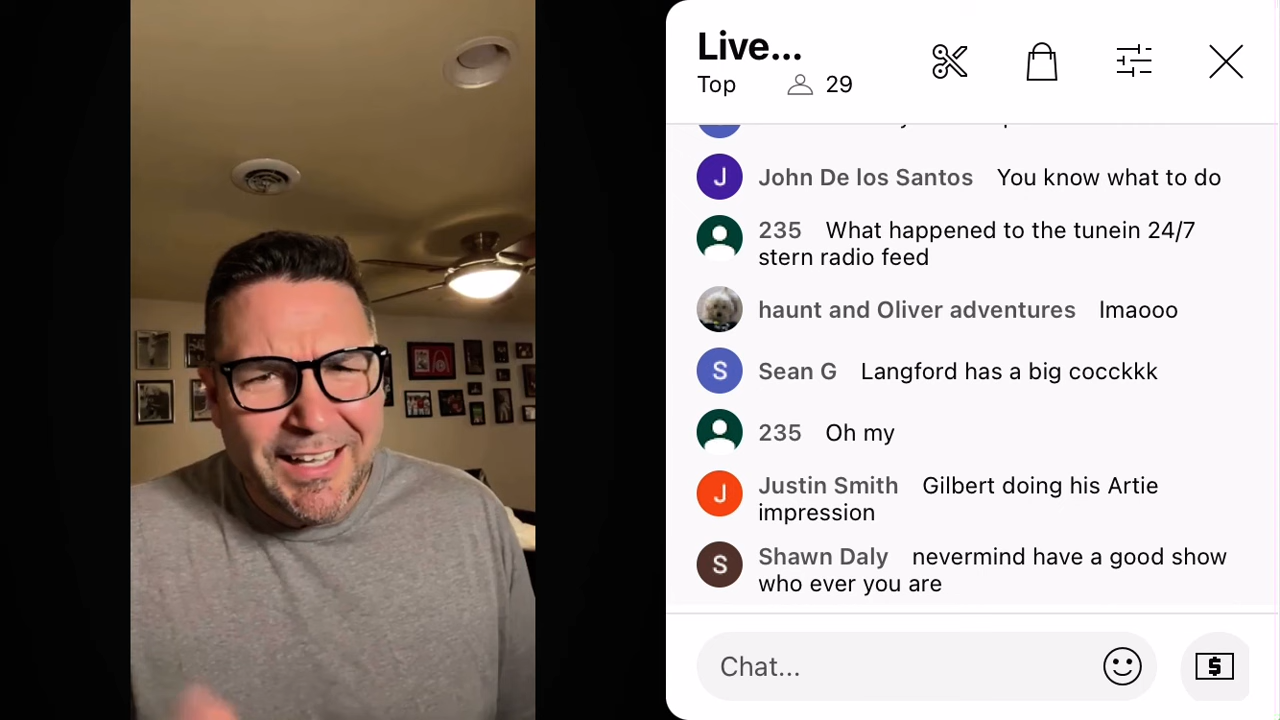 Live...
Top 29
J John De los Santos You know what to do
235 What happened to the tunein 24/7
stern radio feed
haunt and Oliver adventures lmaooo
S Sean G Langford has a big cocckkk
235 Oh my
J Justin Smith Gilbert doing his Artie
impression
S Shawn Daly nevermind have a good show
who ever you are
Chat...
$